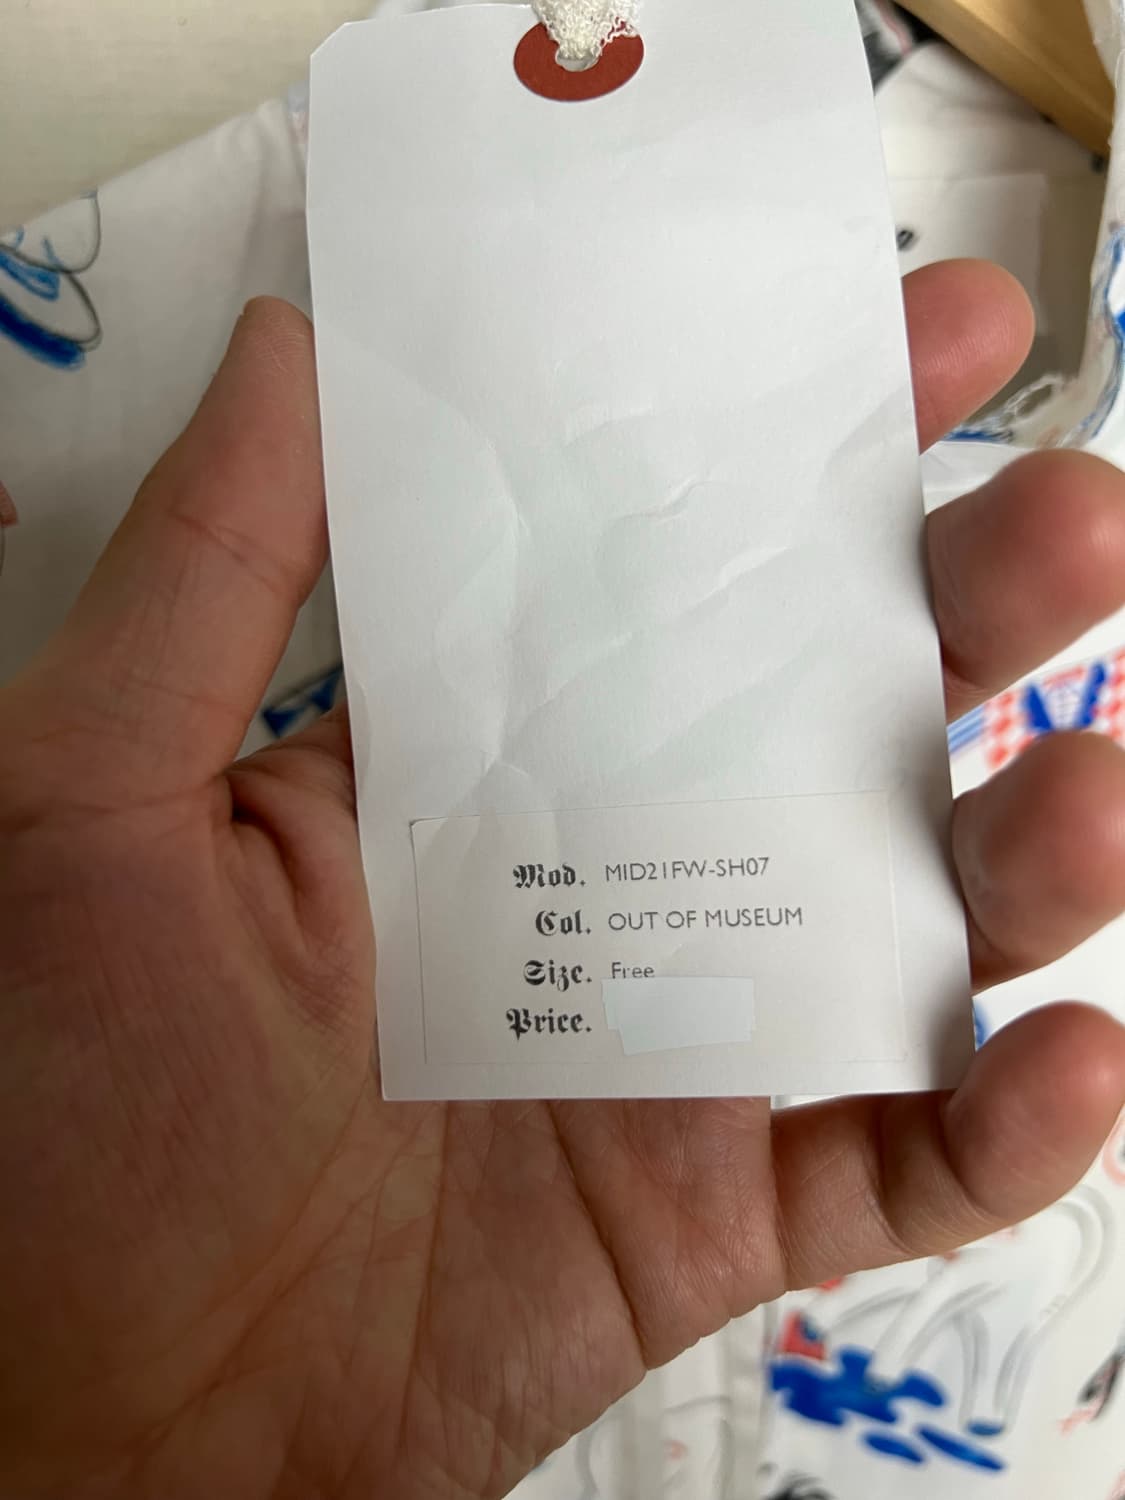 Mod. MID21FW-SH07
Col. OUT OF MUSEUM
Size. Free
Price.